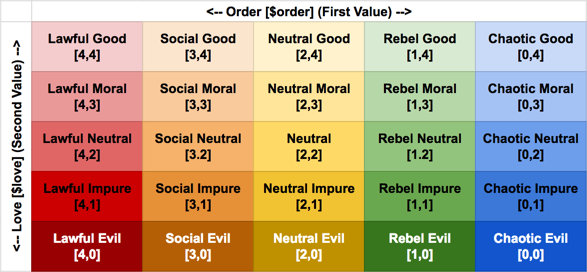 <-- Order [$order] (First Value) -->
<-- Love [$love] (Second Value) -->
Lawful Good Social Good Neutral Good Rebel Good Chaotic Good
[4,4] [3,4] [2,4] [1,4] [0,4]
Lawful Moral Social Moral Neutral Moral Rebel Moral Chaotic Moral
[4,3] [3,3] [2,3] [1,3] [0,3]
Lawful Neutral Social Neutral Neutral Rebel Neutral Chaotic Neutral
[4,2] [3.2] [2,2] [1.2] [0,2]
Lawful Impure Social Impure Neutral Impure Rebel Impure Chaotic Impure
[4,1] [3,1] [2,1] [1,1] [0,1]
Lawful Evil Social Evil Neutral Evil Rebel Evil Chaotic Evil
[4,0] [3,0] [2,0] [1,0] [0,0]